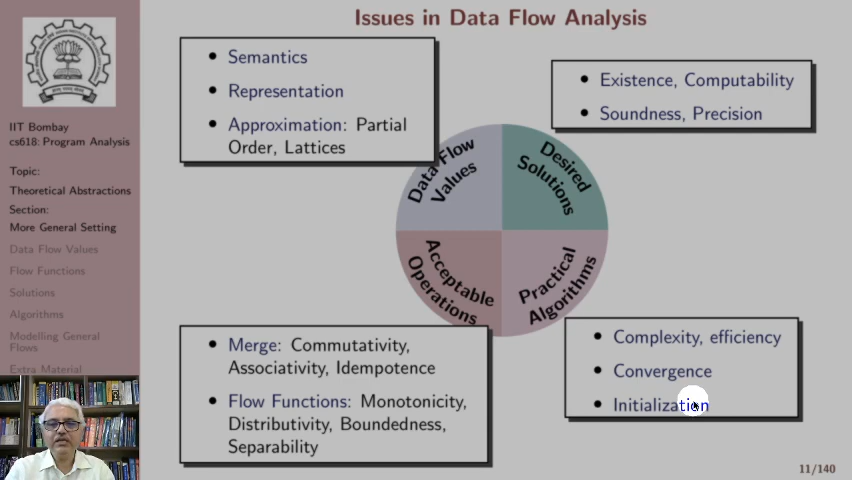 Issues in Data Flow Analysis
IIT Bombay
cs618: Program Analysis
Topic:
Theoretical Abstractions
Section:
More General Setting
Data Flow Values
Flow Functions
Solutions
Algorithms
Modelling General
Flows
Extra Material
• Semantics
• Representation
• Approximation: Partial
Order, Lattices
• Existence, Computability
• Soundness, Precision
Data Flow
Values
Desired
Solutions
Acceptable
Operations
Practical
Algorithms
• Merge: Commutativity,
Associativity, Idempotence
• Flow Functions: Monotonicity,
Distributivity, Boundedness,
Separability
• Complexity, efficiency
• Convergence
• Initialization
11/140